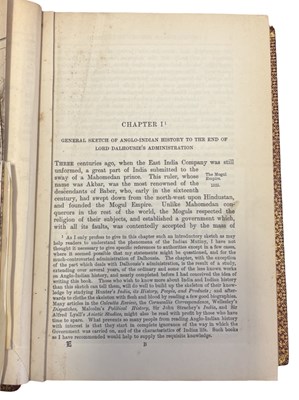 CHAPTER I¹
GENERAL SKETCH OF ANGLO-INDIAN HISTORY TO THE END OF
LORD DALHOUSIE'S ADMINISTRATION
THREE centuries ago, when the East India Company was still
unformed, a great part of India submitted to the
sway of a Mahomedan prince. This ruler, whose
name was Akbar, was the most renowned of the
descendants of Baber, who early in the sixteenth
century, had swept down from the north-west upon Hindustan,
and founded the Mogul Empire. Unlike Mahomedan con-
querors in the rest of the world, the Moguls respected the
religion of their subjects, and established a government which,
with all its faults, was contentedly accepted by the mass of
The Mogul
Empire.
¹ As I only profess to give in this chapter such an introductory sketch as may
help readers to understand the phenomena of the Indian Mutiny, I have not
thought it necessary to give specific references to authorities except in a few cases,
where it seemed possible that my statements might be questioned, and for the
much-controverted administration of Dalhousie. The chapter, with the exception
of the part which deals with Dalhousie's administration, is the result of a study,
extending over several years, of the ordinary and some of the less known works
on Anglo-Indian history, and nearly completed before I had conceived the idea of
writing this book. Those who wish to know more about India and Indian history
than this sketch can tell them, will do well to build up the skeleton of their know-
ledge by studying Hunter's India, its History, People, and Products; and after-
wards to clothe the skeleton with flesh and blood by reading a few good biographies.
Many articles in the Calcutta Review, the Cornwallis Correspondence, Wellesley's
Despatches, Malcolm's Political History, Sir John Strachey's India, and Sir
Alfred Lyall's Asiatic Studies, might also be read with profit by those who have
time to spare. What prevents so many people from reading Anglo-Indian history
with interest is that they start in complete ignorance of the way in which the
Government was carried on, and of the characteristics of Indian life. Such books
as I have recommended would help to supply the requisite knowledge.
B